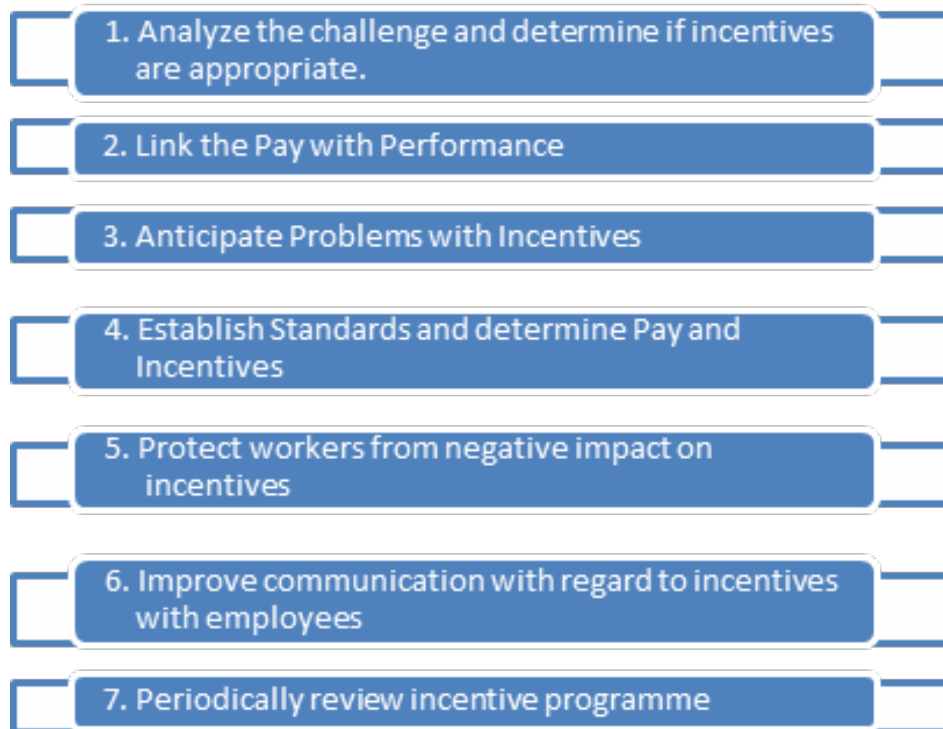 1. Analyze the challenge and determine if incentives
are appropriate.
2. Link the Pay with Performance
3. Anticipate Problems with Incentives
4. Establish Standards and determine Pay and
Incentives
5. Protect workers from negative impact on
incentives
6. Improve communication with regard to incentives
with employees
7. Periodically review incentive programme